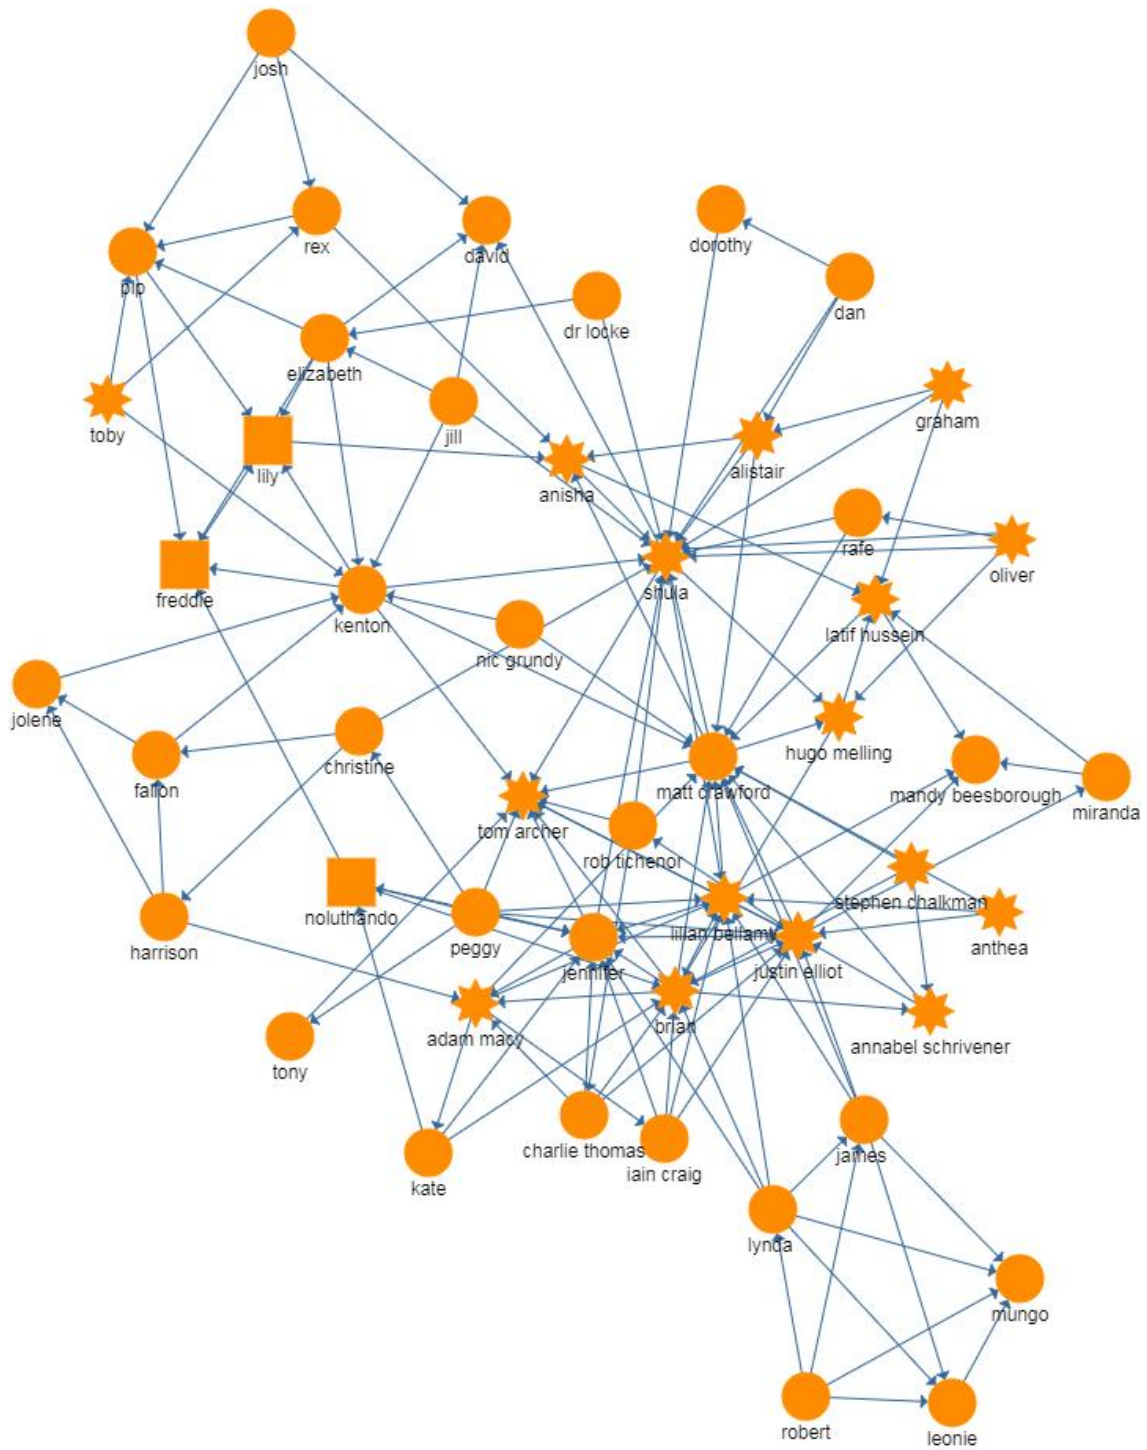 josh
rex
david
dorothy
pip
dan
dr locke
elizabeth
graham
toby
jill
lily
alistair
anisha
rafe
oliver
freddie
shula
kenton
latif hussein
nic grundy
jolene
hugo melling
christine
fallon
matt crawford
mandy beesborough
miranda
tom archer
rob tichenor
stephen chalkman
noluthando
lilian bellamy
harrison
peggy
anthea
jennifer
justin elliot
brian
adam macy
annabel schrivener
tony
charlie thomas
james
iain craig
kate
lynda
mungo
robert
leonie